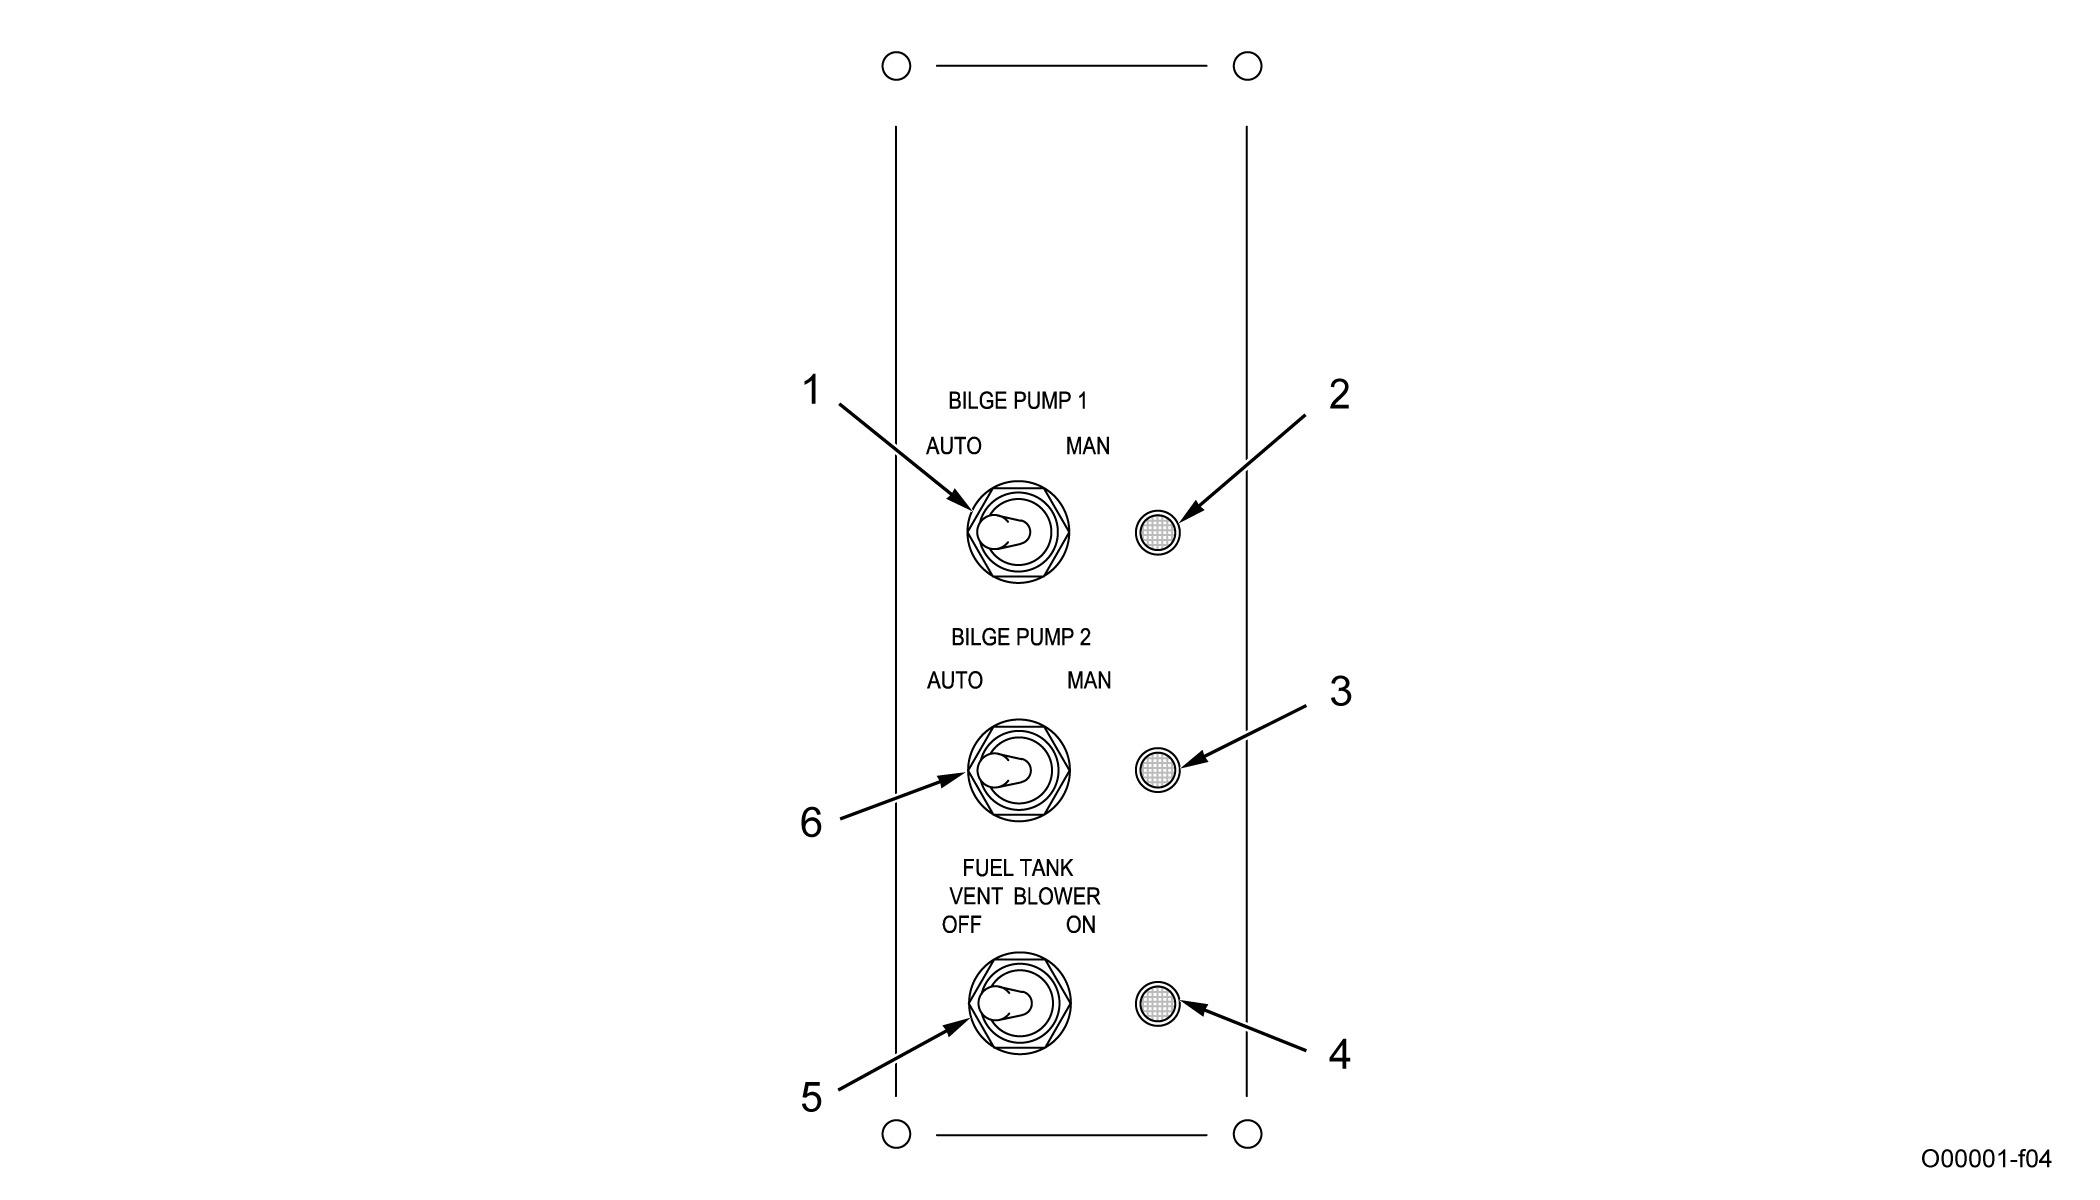 1
2
BILGE PUMP 1
AUTO MAN
BILGE PUMP 2
AUTO MAN
3
6
FUEL TANK
VENT BLOWER
OFF ON
4
5
O00001-f04